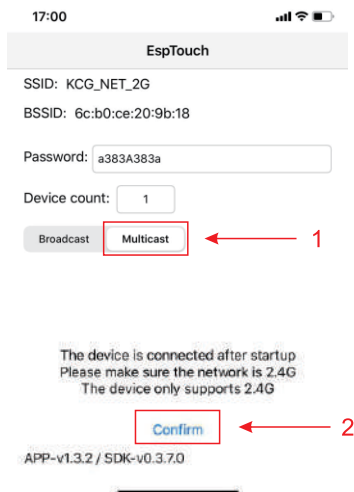 17:00
EspTouch
SSID: KCG_NET_2G
BSSID: 6c:b0:ce:20:9b:18
Password: a383A383a
Device count: 1
Broadcast Multicast 1
The device is connected after startup
Please make sure the network is 2.4G
The device only supports 2.4G
Confirm 2
APP-v1.3.2 / SDK-v0.3.7.0